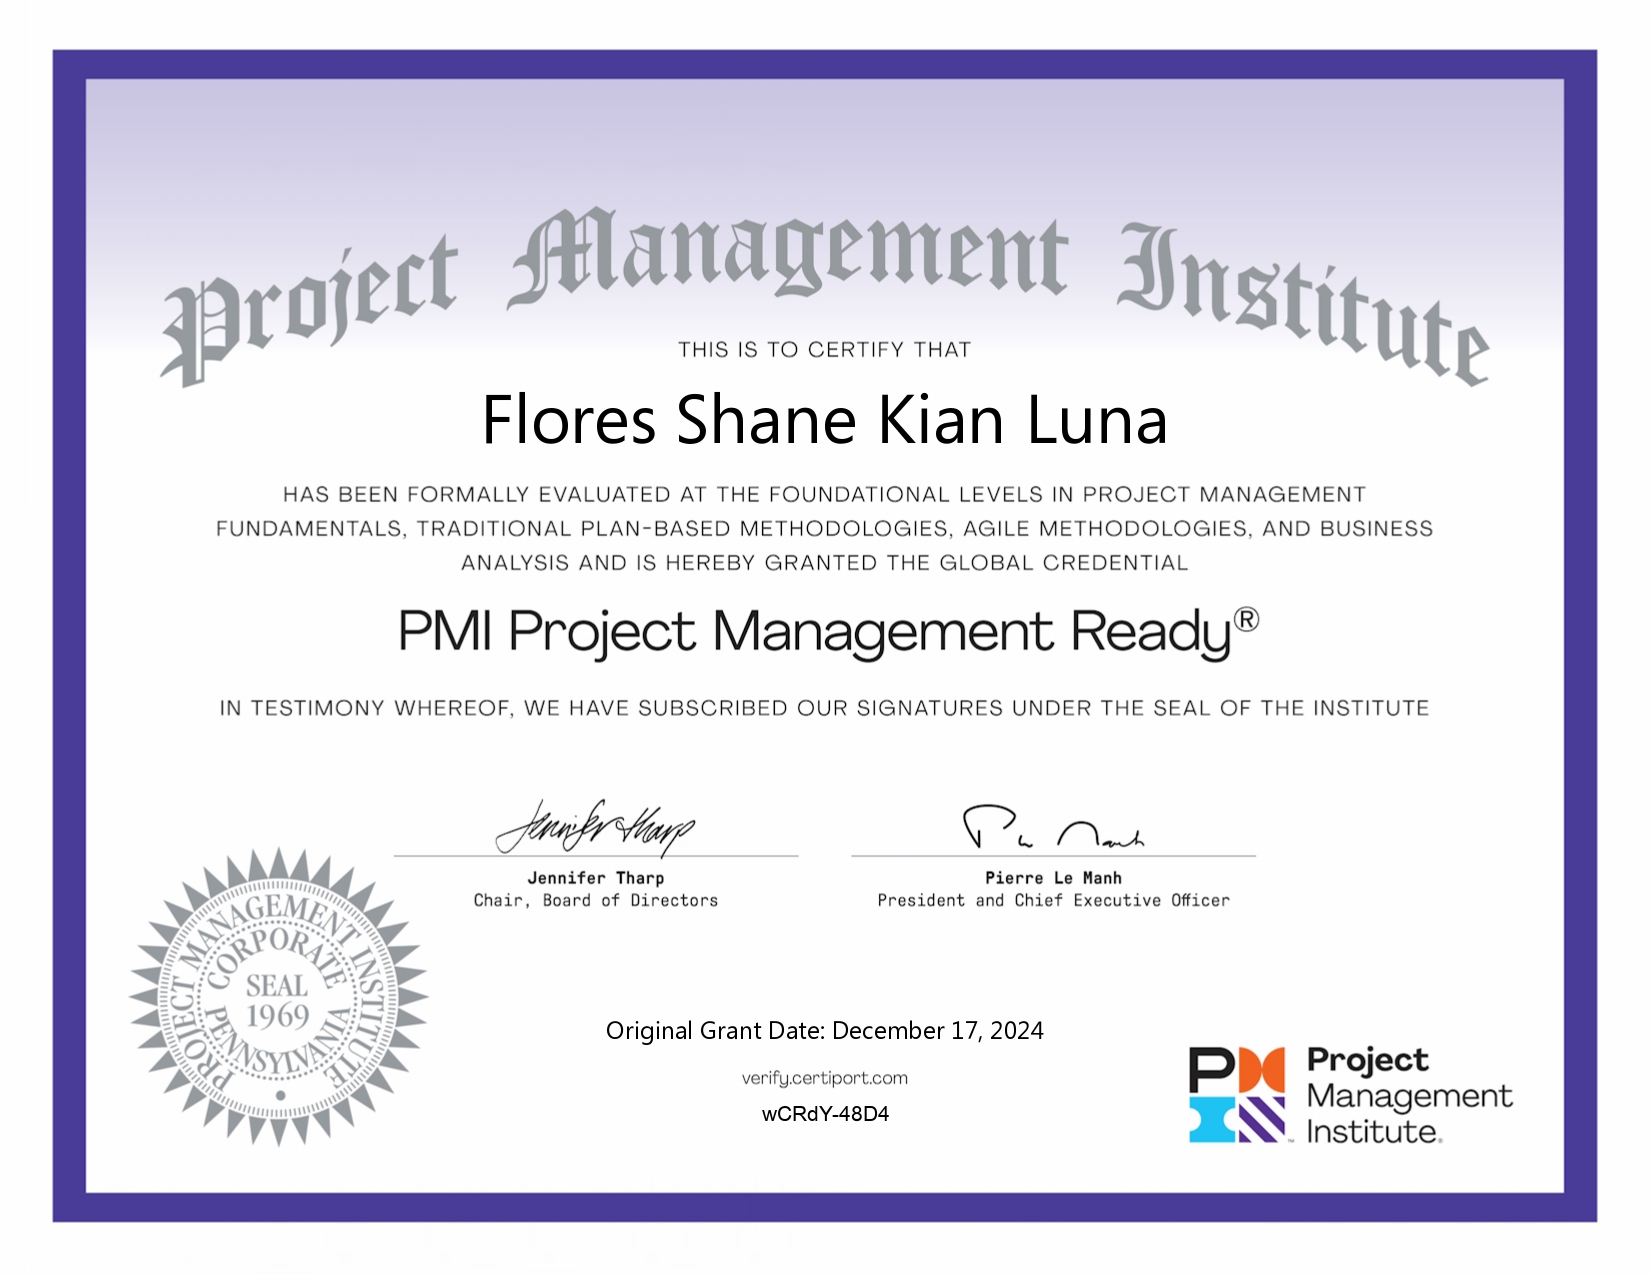 Project Management Institute
THIS IS TO CERTIFY THAT
Flores Shane Kian Luna
HAS BEEN FORMALLY EVALUATED AT THE FOUNDATIONAL LEVELS IN PROJECT MANAGEMENT
FUNDAMENTALS, TRADITIONAL PLAN-BASED METHODOLOGIES, AGILE METHODOLOGIES, AND BUSINESS
ANALYSIS AND IS HEREBY GRANTED THE GLOBAL CREDENTIAL
PMI Project Management Ready®
IN TESTIMONY WHEREOF, WE HAVE SUBSCRIBED OUR SIGNATURES UNDER THE SEAL OF THE INSTITUTE
Jennifer Tharp
P Le Manh
Jennifer Tharp
Chair, Board of Directors
Pierre Le Manh
President and Chief Executive Officer
PROJECT MANAGEMENT INSTITUTE
CORPORATE
SEAL
1969
PENNSYLVANIA
Original Grant Date: December 17, 2024
verify.certiport.com
wCRdY-48D4
PM
Project
Management
Institute.